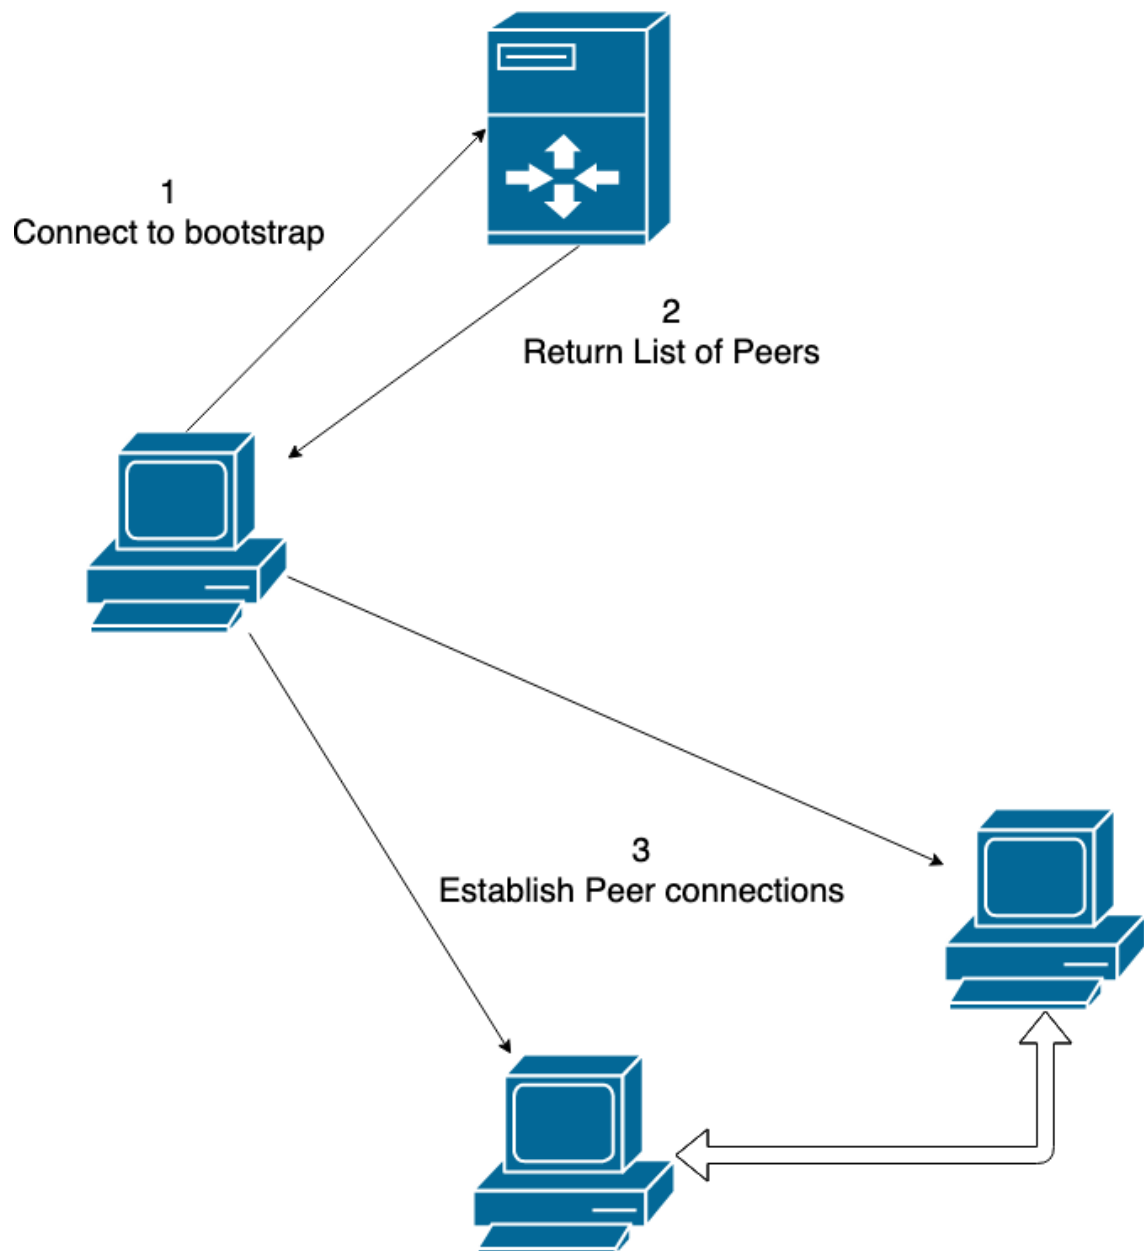 1
Connect to bootstrap
2
Return List of Peers
3
Establish Peer connections